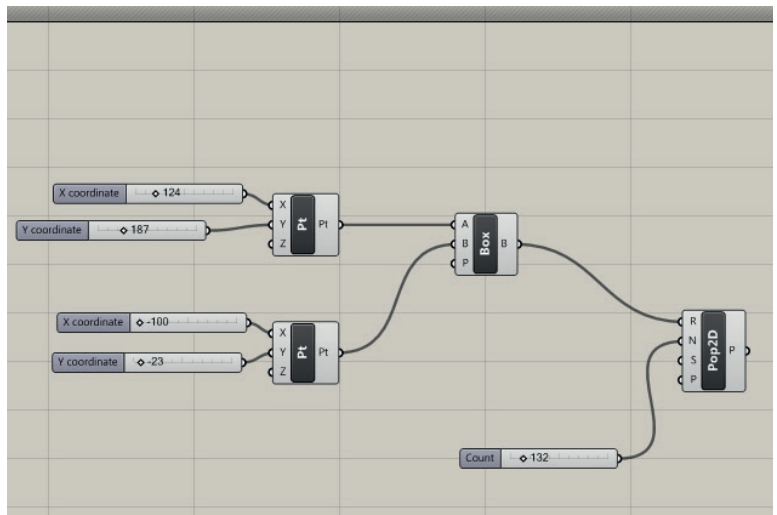 X coordinate 124
Y coordinate 187
X
Y
Z
Pt
Pt
A
B
P
Box
B
X coordinate -100
Y coordinate -23
X
Y
Z
Pt
Pt
R
N
S
P
Pop2D
P
Count 132